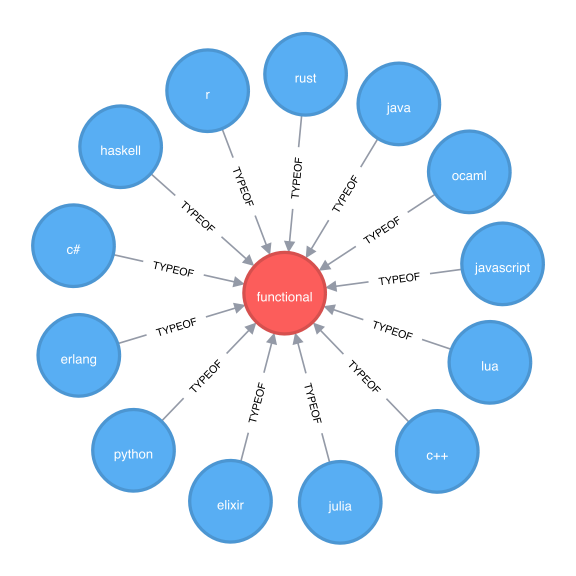 rust
r
java
haskell
ocaml
TYPEOF
TYPEOF
TYPEOF
TYPEOF
TYPEOF
c#
javascript
TYPEOF
TYPEOF
functional
erlang
TYPEOF
TYPEOF
lua
TYPEOF
TYPEOF
TYPEOF
TYPEOF
python
c++
elixir
julia